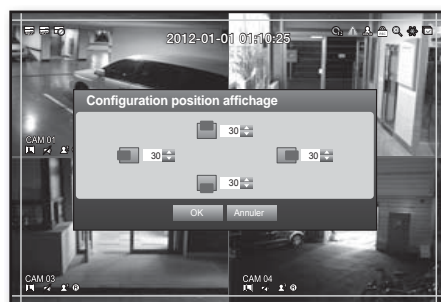 2012-01-01 01:10:25
Configuration position affichage
CAM 01
30
30
30
30
OK
Annuler
CAM 03
CAM 04